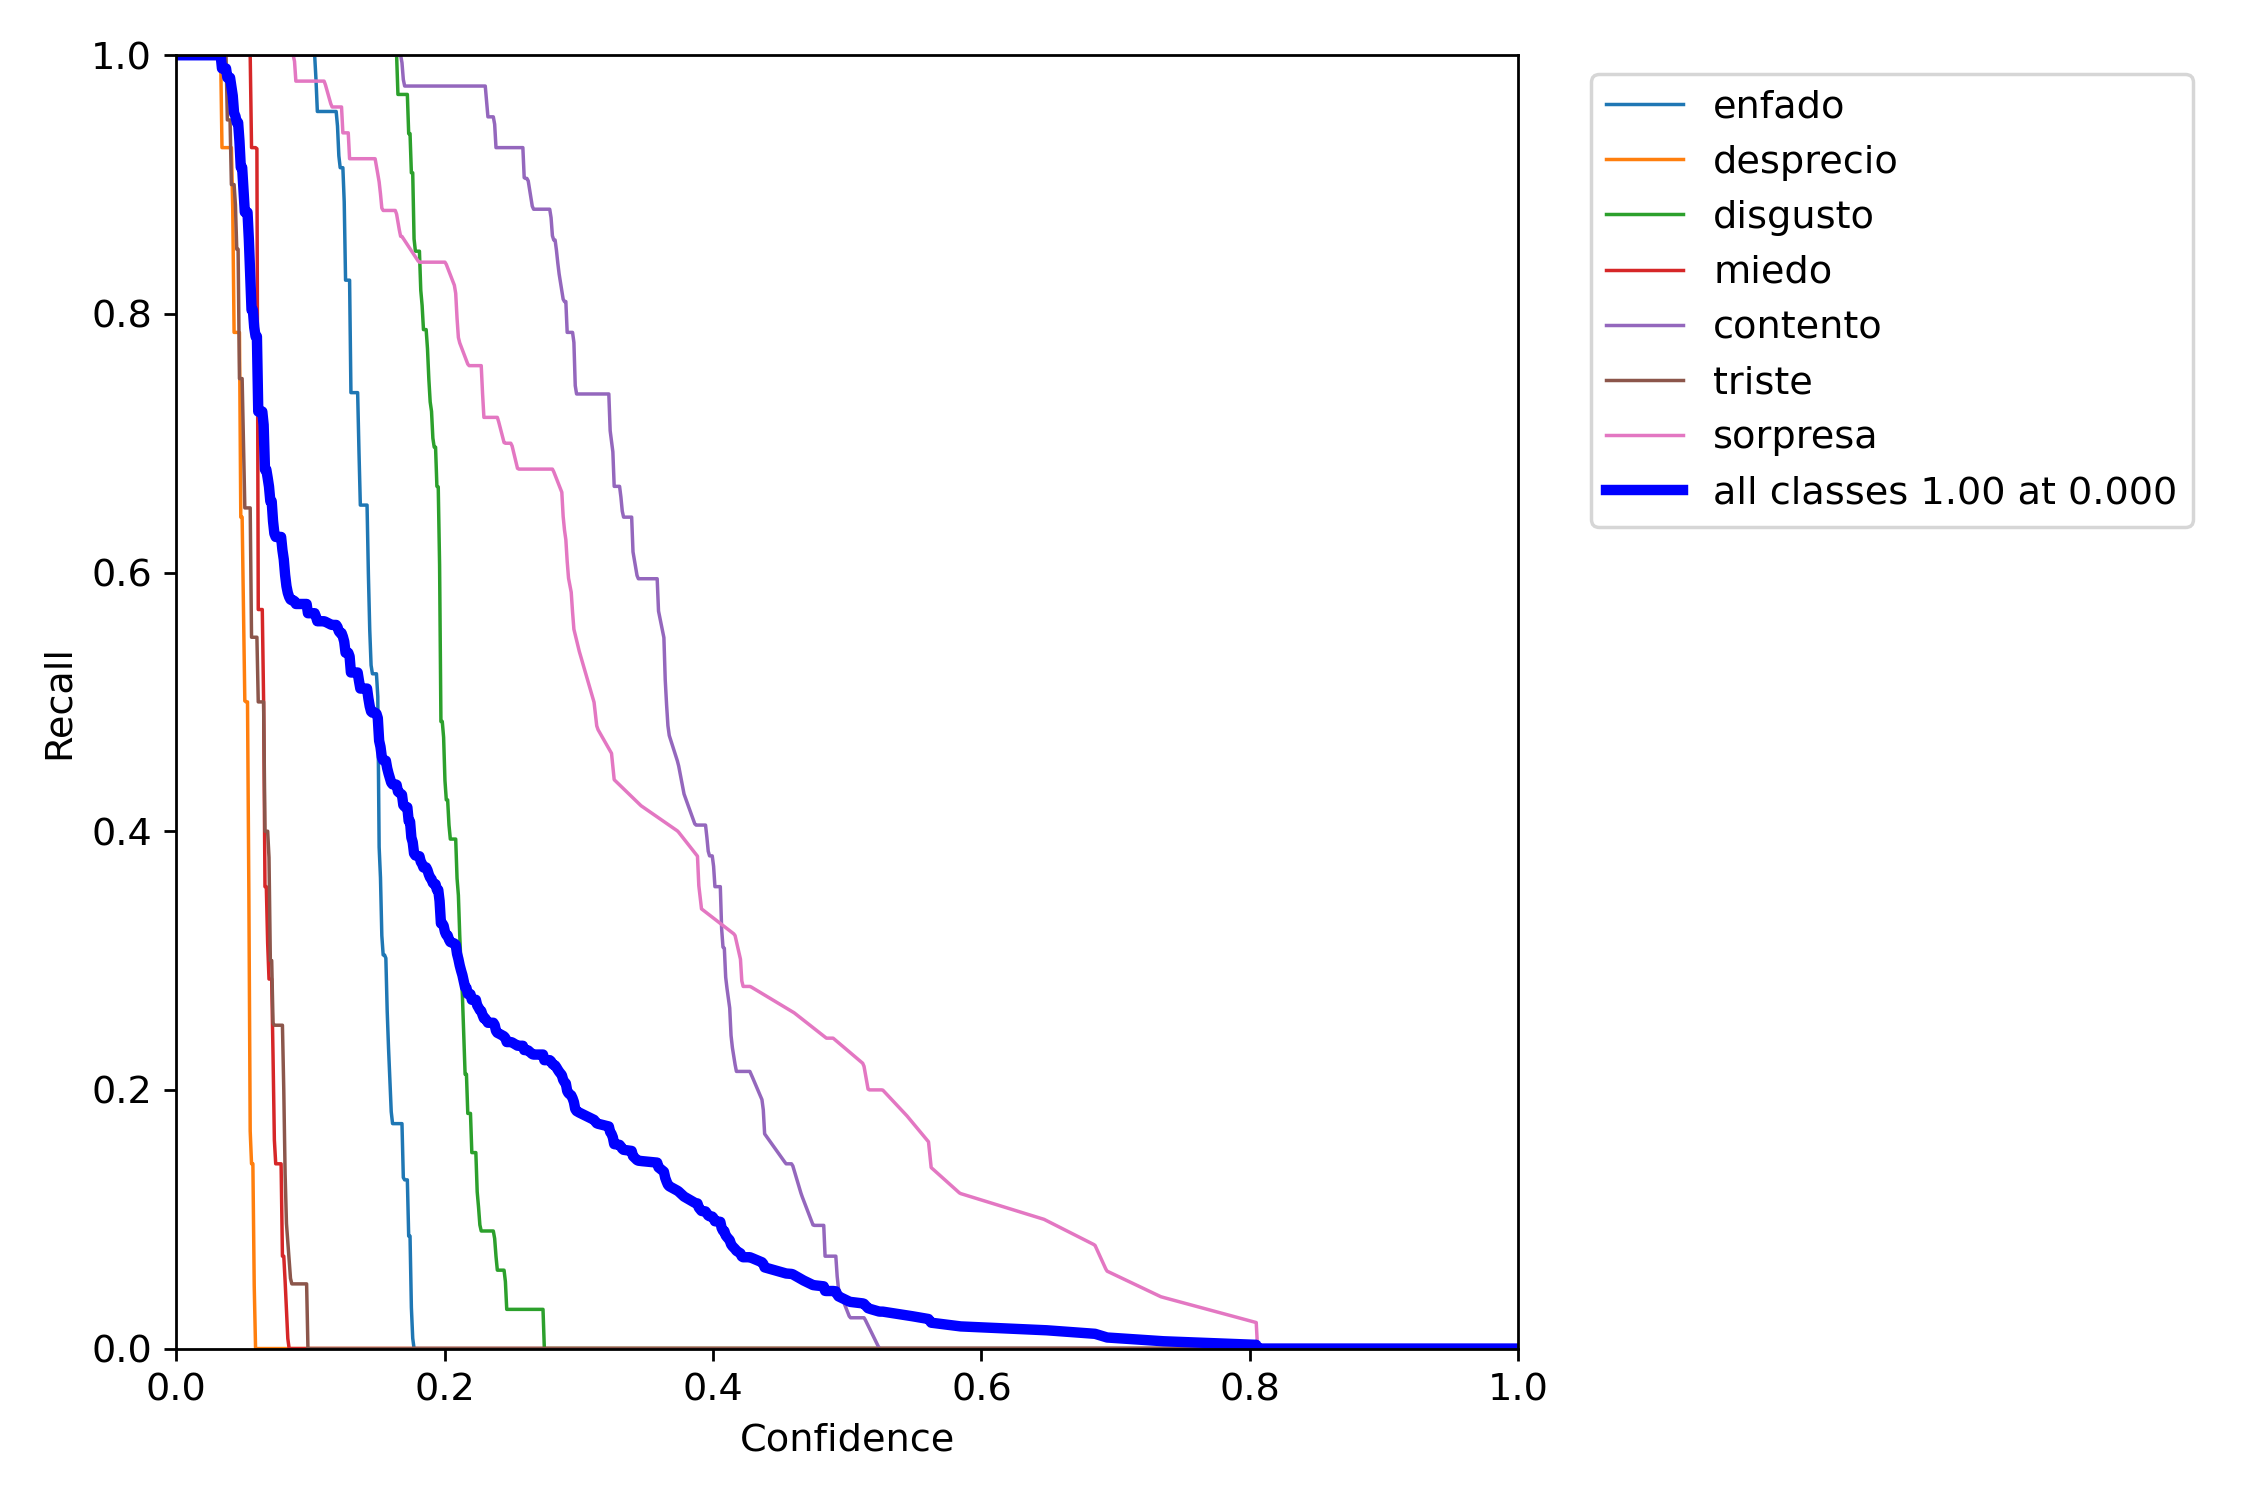 1.0
0.8
0.6
0.4
0.2
0.0
Recall
0.0 0.2 0.4 0.6 0.8 1.0
Confidence
enfado
desprecio
disgusto
miedo
contento
triste
sorpresa
all classes 1.00 at 0.000